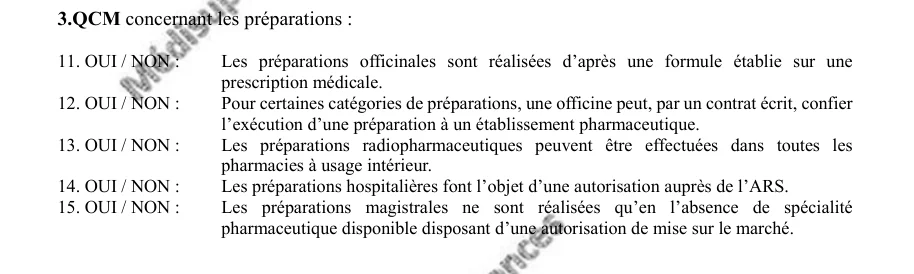 3.QCM concernant les préparations :
11. OUI / NON : Les préparations officinales sont réalisées d’après une formule établie sur une
prescription médicale.
12. OUI / NON : Pour certaines catégories de préparations, une officine peut, par un contrat écrit, confier
l’exécution d’une préparation à un établissement pharmaceutique.
13. OUI / NON : Les préparations radiopharmaceutiques peuvent être effectuées dans toutes les
pharmacies à usage intérieur.
14. OUI / NON : Les préparations hospitalières font l’objet d’une autorisation auprès de l’ARS.
15. OUI / NON : Les préparations magistrales ne sont réalisées qu’en l’absence de spécialité
pharmaceutique disponible disposant d’une autorisation de mise sur le marché.